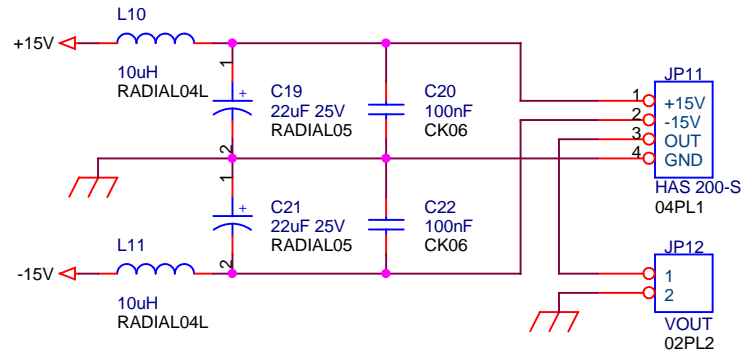 L10
+15V
10uH
RADIAL04L
1
+
C19
22uF 25V
RADIAL05
2
C20
100nF
CK06
JP11
1 +15V
2 -15V
3 OUT
4 GND
HAS 200-S
04PL1
1
+
C21
22uF 25V
RADIAL05
2
C22
100nF
CK06
L11
-15V
10uH
RADIAL04L
JP12
1
2
VOUT
02PL2